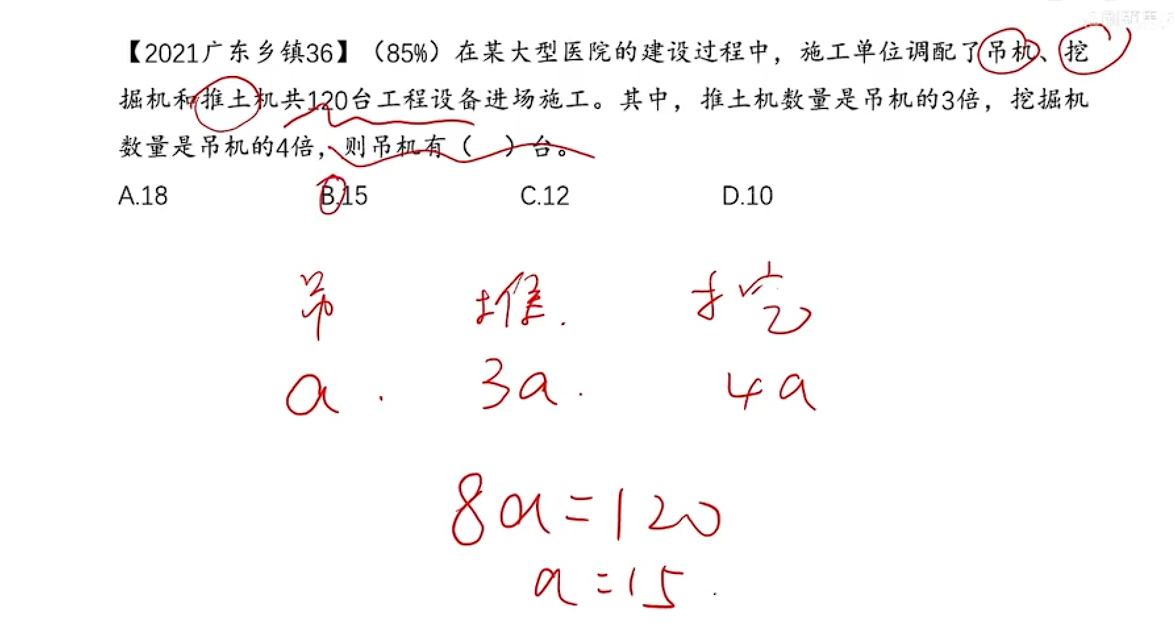 【2021广东乡镇36】（85%）在某大型医院的建设过程中，施工单位调配了吊机、挖
掘机和推土机共120台工程设备进场施工。其中，推土机数量是吊机的3倍，挖掘机
数量是吊机的4倍，则吊机有（ ）台。
A.18 B.15 C.12 D.10
吊 推. 挖
a. 3a. 4a
8a=120
a=15.